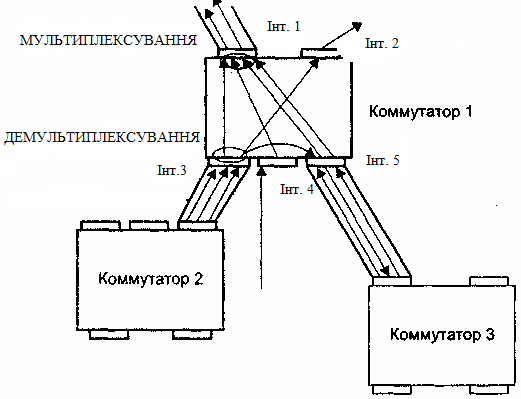 Інт. 1
МУЛЬТИПЛЕКСУВАННЯ
Інт. 2
Коммутатор 1
ДЕМУЛЬТИПЛЕКСУВАННЯ
Інт.3
Інт. 4
Інт. 5
Коммутатор 2
Коммутатор 3